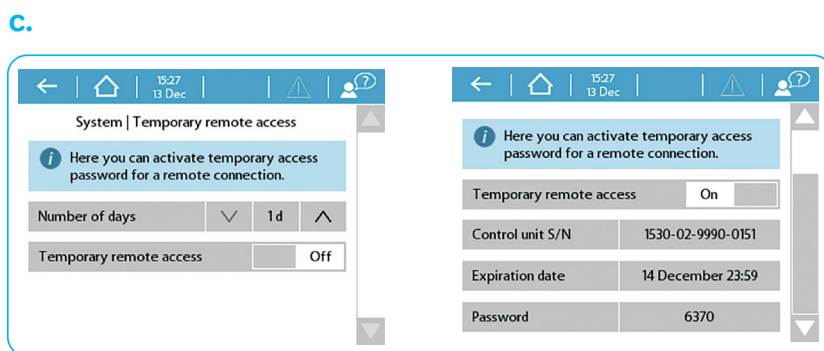 C.
15:27
13 Dec
?
System | Temporary remote access
i Here you can activate temporary access
password for a remote connection.
Number of days 1d
Temporary remote access Off
15:27
13 Dec
?
i Here you can activate temporary access
password for a remote connection.
Temporary remote access On
Control unit S/N 1530-02-9990-0151
Expiration date 14 December 23:59
Password 6370